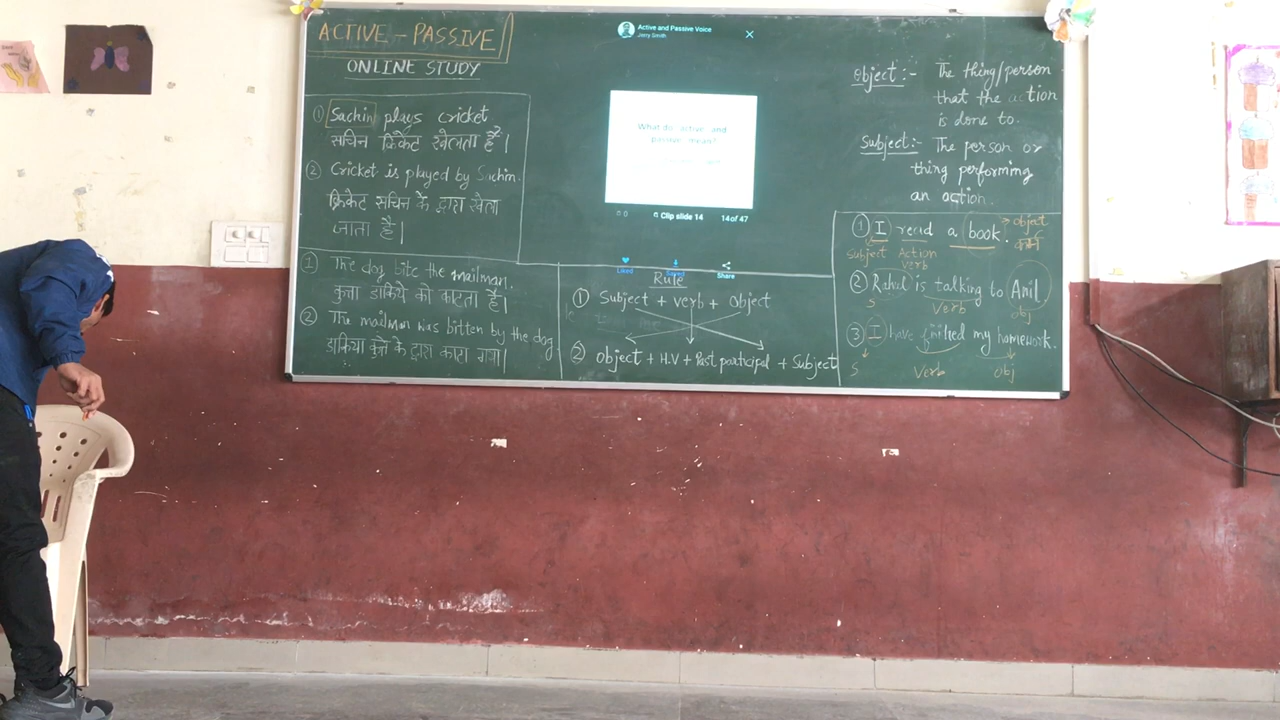 ACTIVE - PASSIVE
ONLINE STUDY
① Sachin plays cricket
सचिन क्रिकेट खेलता है।
② Cricket is played by Sachin.
क्रिकेट सचिन के द्वारा खेला
जाता है।
① The dog bite the mailman.
कुत्ता डाकिये को काटता है।
② The mailman was bitten by the dog
डाकिया कुत्ते के द्वारा काटा गया।
Active and Passive Voice
Jerry Smith
What do active and
passive mean?
0
Clip slide 14
14 of 47
Liked
Saved
Share
Rule
① Subject + verb + object
② object + H.V + Past participal + Subject
Object :- The thing/person
that the action
is done to.
Subject:- The person or
thing performing
an action.
① I read a book. → object
subject Action कर्म
verb
② Rahul is talking to Anil
S Verb obj
③ I have finihed my homework.
S Verb obj